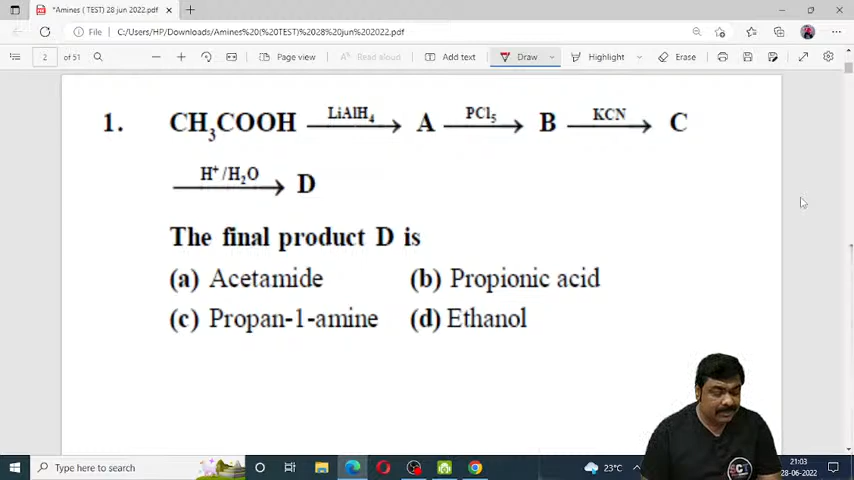 *Amines ( TEST) 28 jun 2022.pdf
File
C:/Users/HP/Downloads/Amines%20(%20TEST)%2028%20jun%202022.pdf
2 of 51
Page view
Read aloud
Add text
Draw
Highlight
Erase
1. CH₃COOH LiAlH₄ → A PCl₅ → B KCN → C
H⁺/H₂O → D
The final product D is
(a) Acetamide (b) Propionic acid
(c) Propan-1-amine (d) Ethanol
SCT
Type here to search
23°C
21:03
28-06-2022